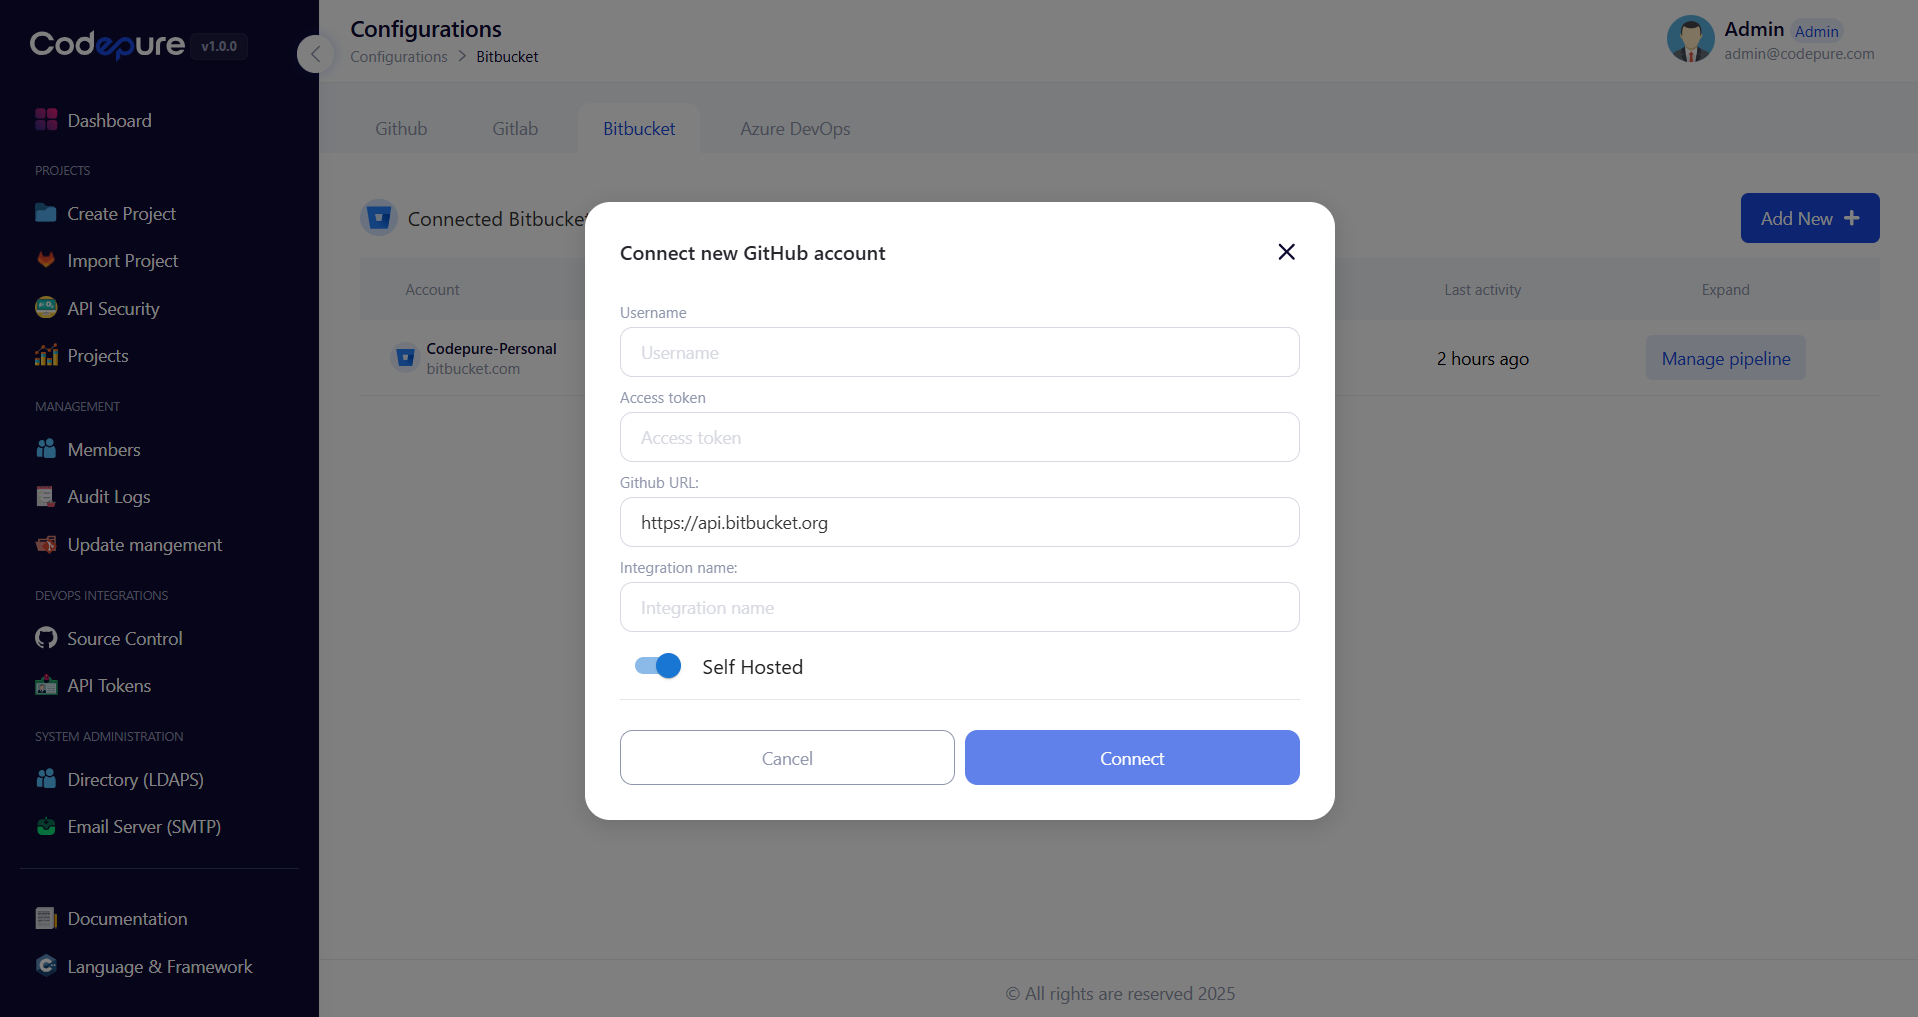 Codepure v1.0.0
Dashboard
PROJECTS
Create Project
Import Project
API Security
Projects
MANAGEMENT
Members
Audit Logs
Update mangement
DEVOPS INTEGRATIONS
Source Control
API Tokens
SYSTEM ADMINISTRATION
Directory (LDAPS)
Email Server (SMTP)
Documentation
Language & Framework
Configurations
Configurations > Bitbucket
Admin Admin
admin@codepure.com
Github Gitlab Bitbucket Azure DevOps
Connected Bitbucket
Add New +
Account Last activity Expand
Codepure-Personal
bitbucket.com
2 hours ago
Manage pipeline
Connect new GitHub account
Username
Username
Access token
Access token
Github URL:
https://api.bitbucket.org
Integration name:
Integration name
Self Hosted
Cancel Connect
© All rights are reserved 2025